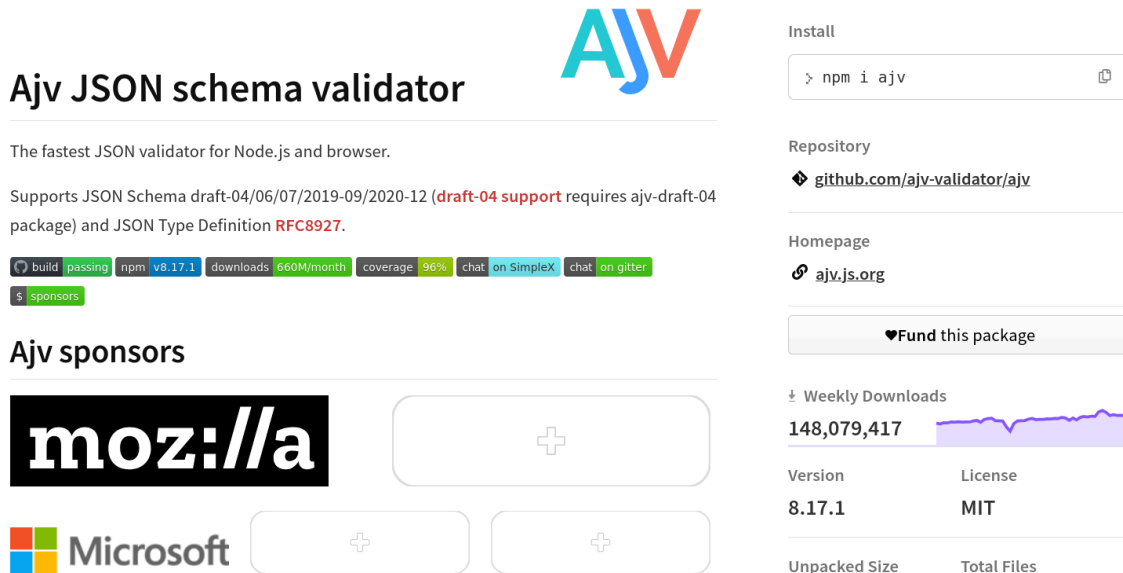 AJV
Ajv JSON schema validator
The fastest JSON validator for Node.js and browser.
Supports JSON Schema draft-04/06/07/2019-09/2020-12 (draft-04 support requires ajv-draft-04
package) and JSON Type Definition RFC8927.
build passing npm v8.17.1 downloads 660M/month coverage 96% chat on SimpleX chat on gitter
$ sponsors
Ajv sponsors
moz://a
Microsoft
Install
npm i ajv
Repository
github.com/ajv-validator/ajv
Homepage
ajv.js.org
Fund this package
Weekly Downloads
148,079,417
Version License
8.17.1 MIT
Unpacked Size Total Files